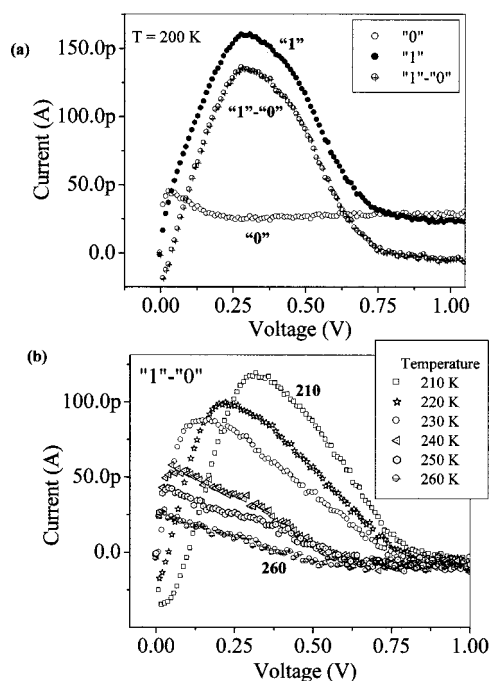 (a)
T = 200 K
"0"
"1"
"1"-"0"
“1”
“1”-“0”
“0”
Current (A)
150.0p
100.0p
50.0p
0.0
0.00 0.25 0.50 0.75 1.00
Voltage (V)
(b)
"1"-"0"
Temperature
210 K
220 K
230 K
240 K
250 K
260 K
210
260
Current (A)
100.0p
50.0p
0.0
0.00 0.25 0.50 0.75 1.00
Voltage (V)